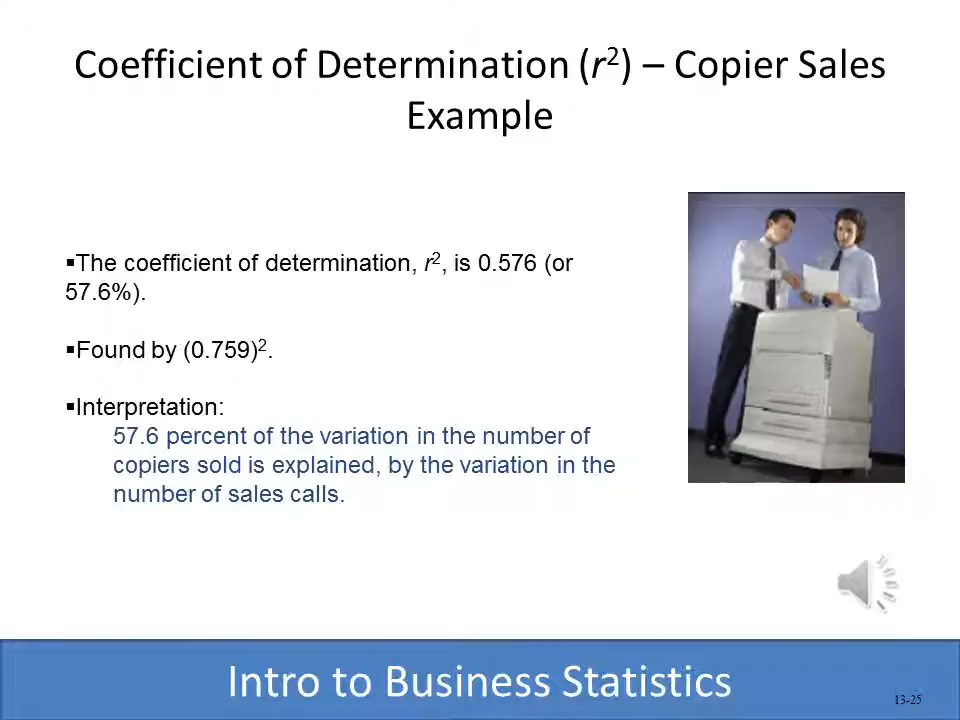 Coefficient of Determination (r²) – Copier Sales
Example
▪The coefficient of determination, r², is 0.576 (or
57.6%).
▪Found by (0.759)².
▪Interpretation:
57.6 percent of the variation in the number of
copiers sold is explained, by the variation in the
number of sales calls.
Intro to Business Statistics
13-25